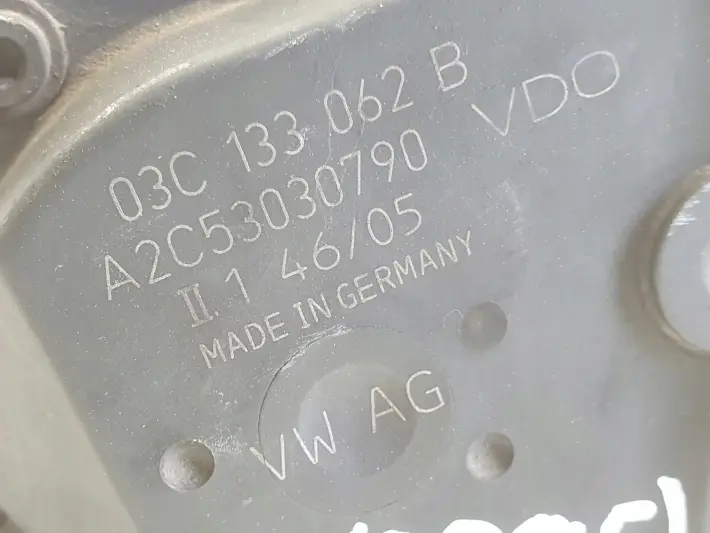 03C 133 062 B
VDO
A2C53030790
II.1 46/05
MADE IN GERMANY
VW AG